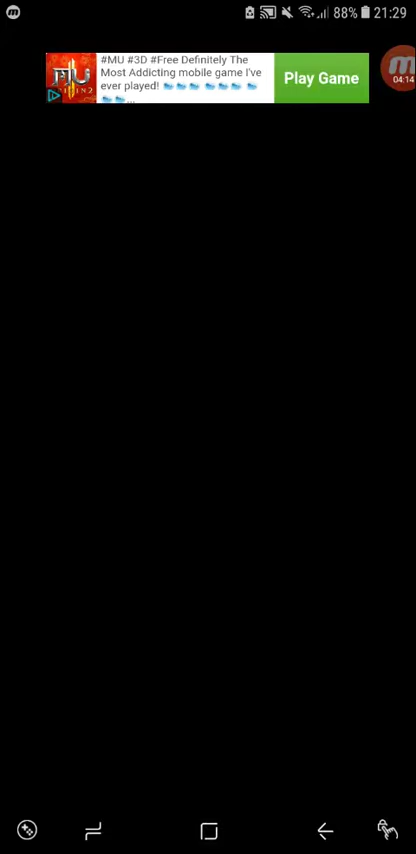 88% 21:29
#MU #3D #Free Definitely The
Most Addicting mobile game I've
ever played!
...
Play Game
MU
04:14